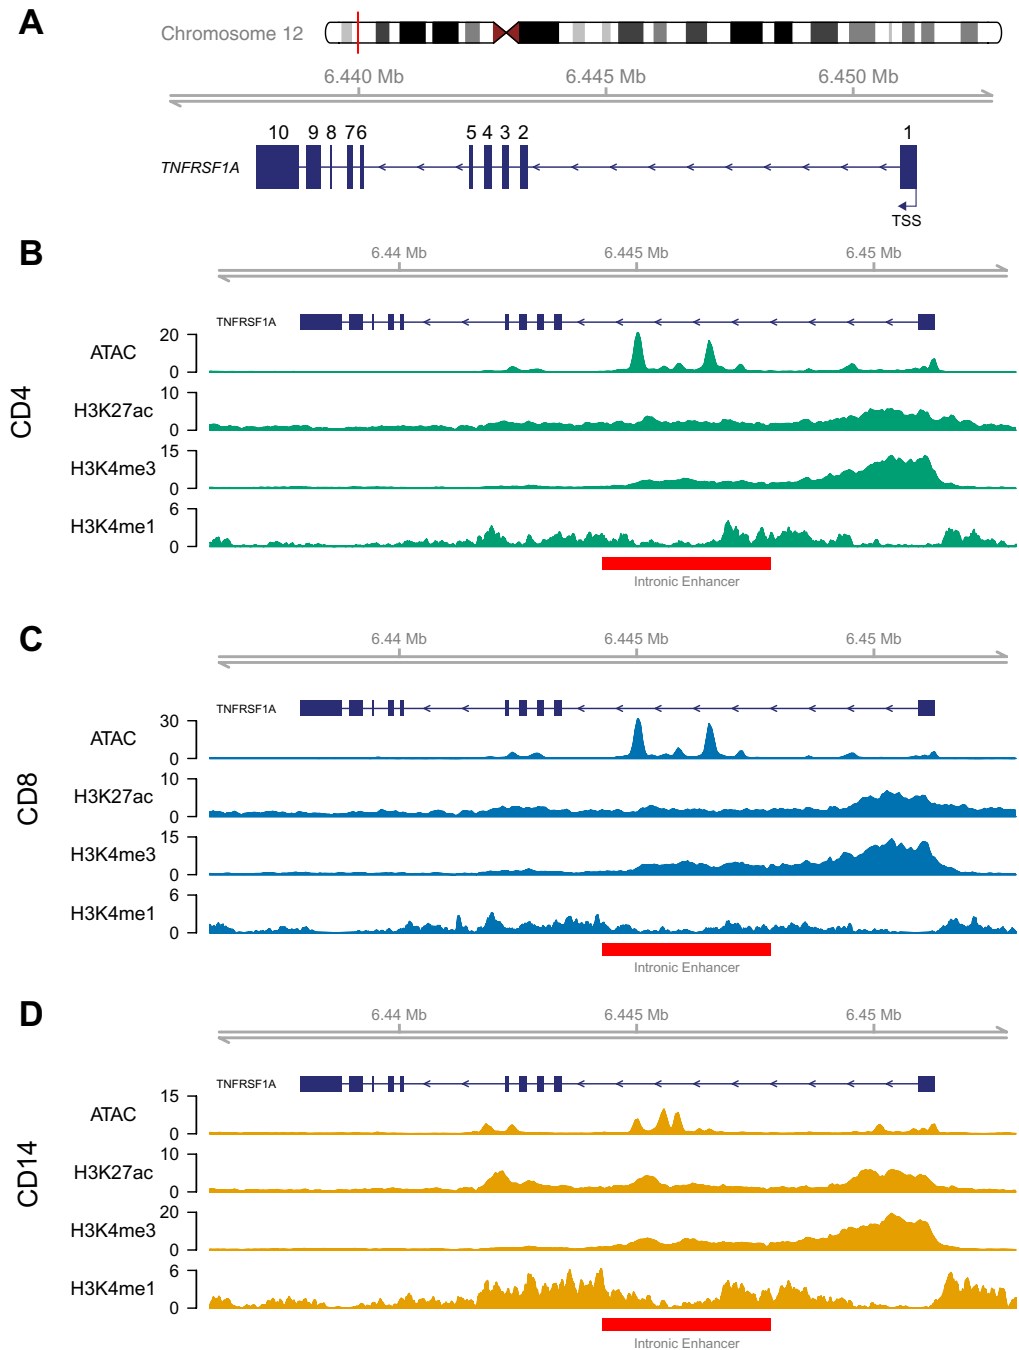 A
Chromosome 12
6.440 Mb 6.445 Mb 6.450 Mb
10 9 8 7 6 5 4 3 2 1
TNFRSF1A
TSS
B
6.44 Mb 6.445 Mb 6.45 Mb
TNFRSF1A
CD4
ATAC 20 0
H3K27ac 10 0
H3K4me3 15 0
H3K4me1 6 0
Intronic Enhancer
C
6.44 Mb 6.445 Mb 6.45 Mb
TNFRSF1A
CD8
ATAC 30 0
H3K27ac 10 0
H3K4me3 15 0
H3K4me1 6 0
Intronic Enhancer
D
6.44 Mb 6.445 Mb 6.45 Mb
TNFRSF1A
CD14
ATAC 15 0
H3K27ac 10 0
H3K4me3 20 0
H3K4me1 6 0
Intronic Enhancer